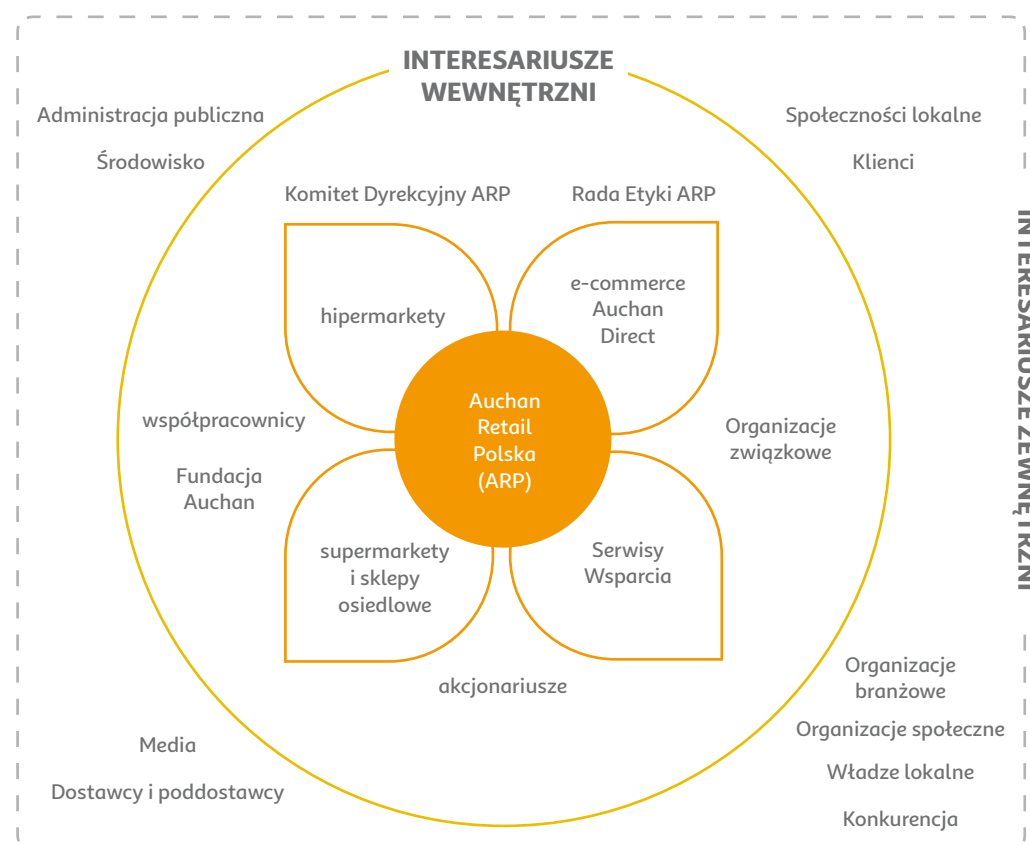 INTERESARIUSZE
WEWNĘTRZNI
Administracja publiczna
Środowisko
Społeczności lokalne
Klienci
INTERESARIUSZE ZEWNĘTRZNI
Komitet Dyrekcyjny ARP
Rada Etyki ARP
hipermarkety
e-commerce
Auchan
Direct
Auchan
Retail
Polska
(ARP)
współpracownicy
Fundacja
Auchan
Organizacje
związkowe
supermarkety
i sklepy
osiedlowe
Serwisy
Wsparcia
akcjonariusze
Media
Dostawcy i poddostawcy
Organizacje
branżowe
Organizacje społeczne
Władze lokalne
Konkurencja